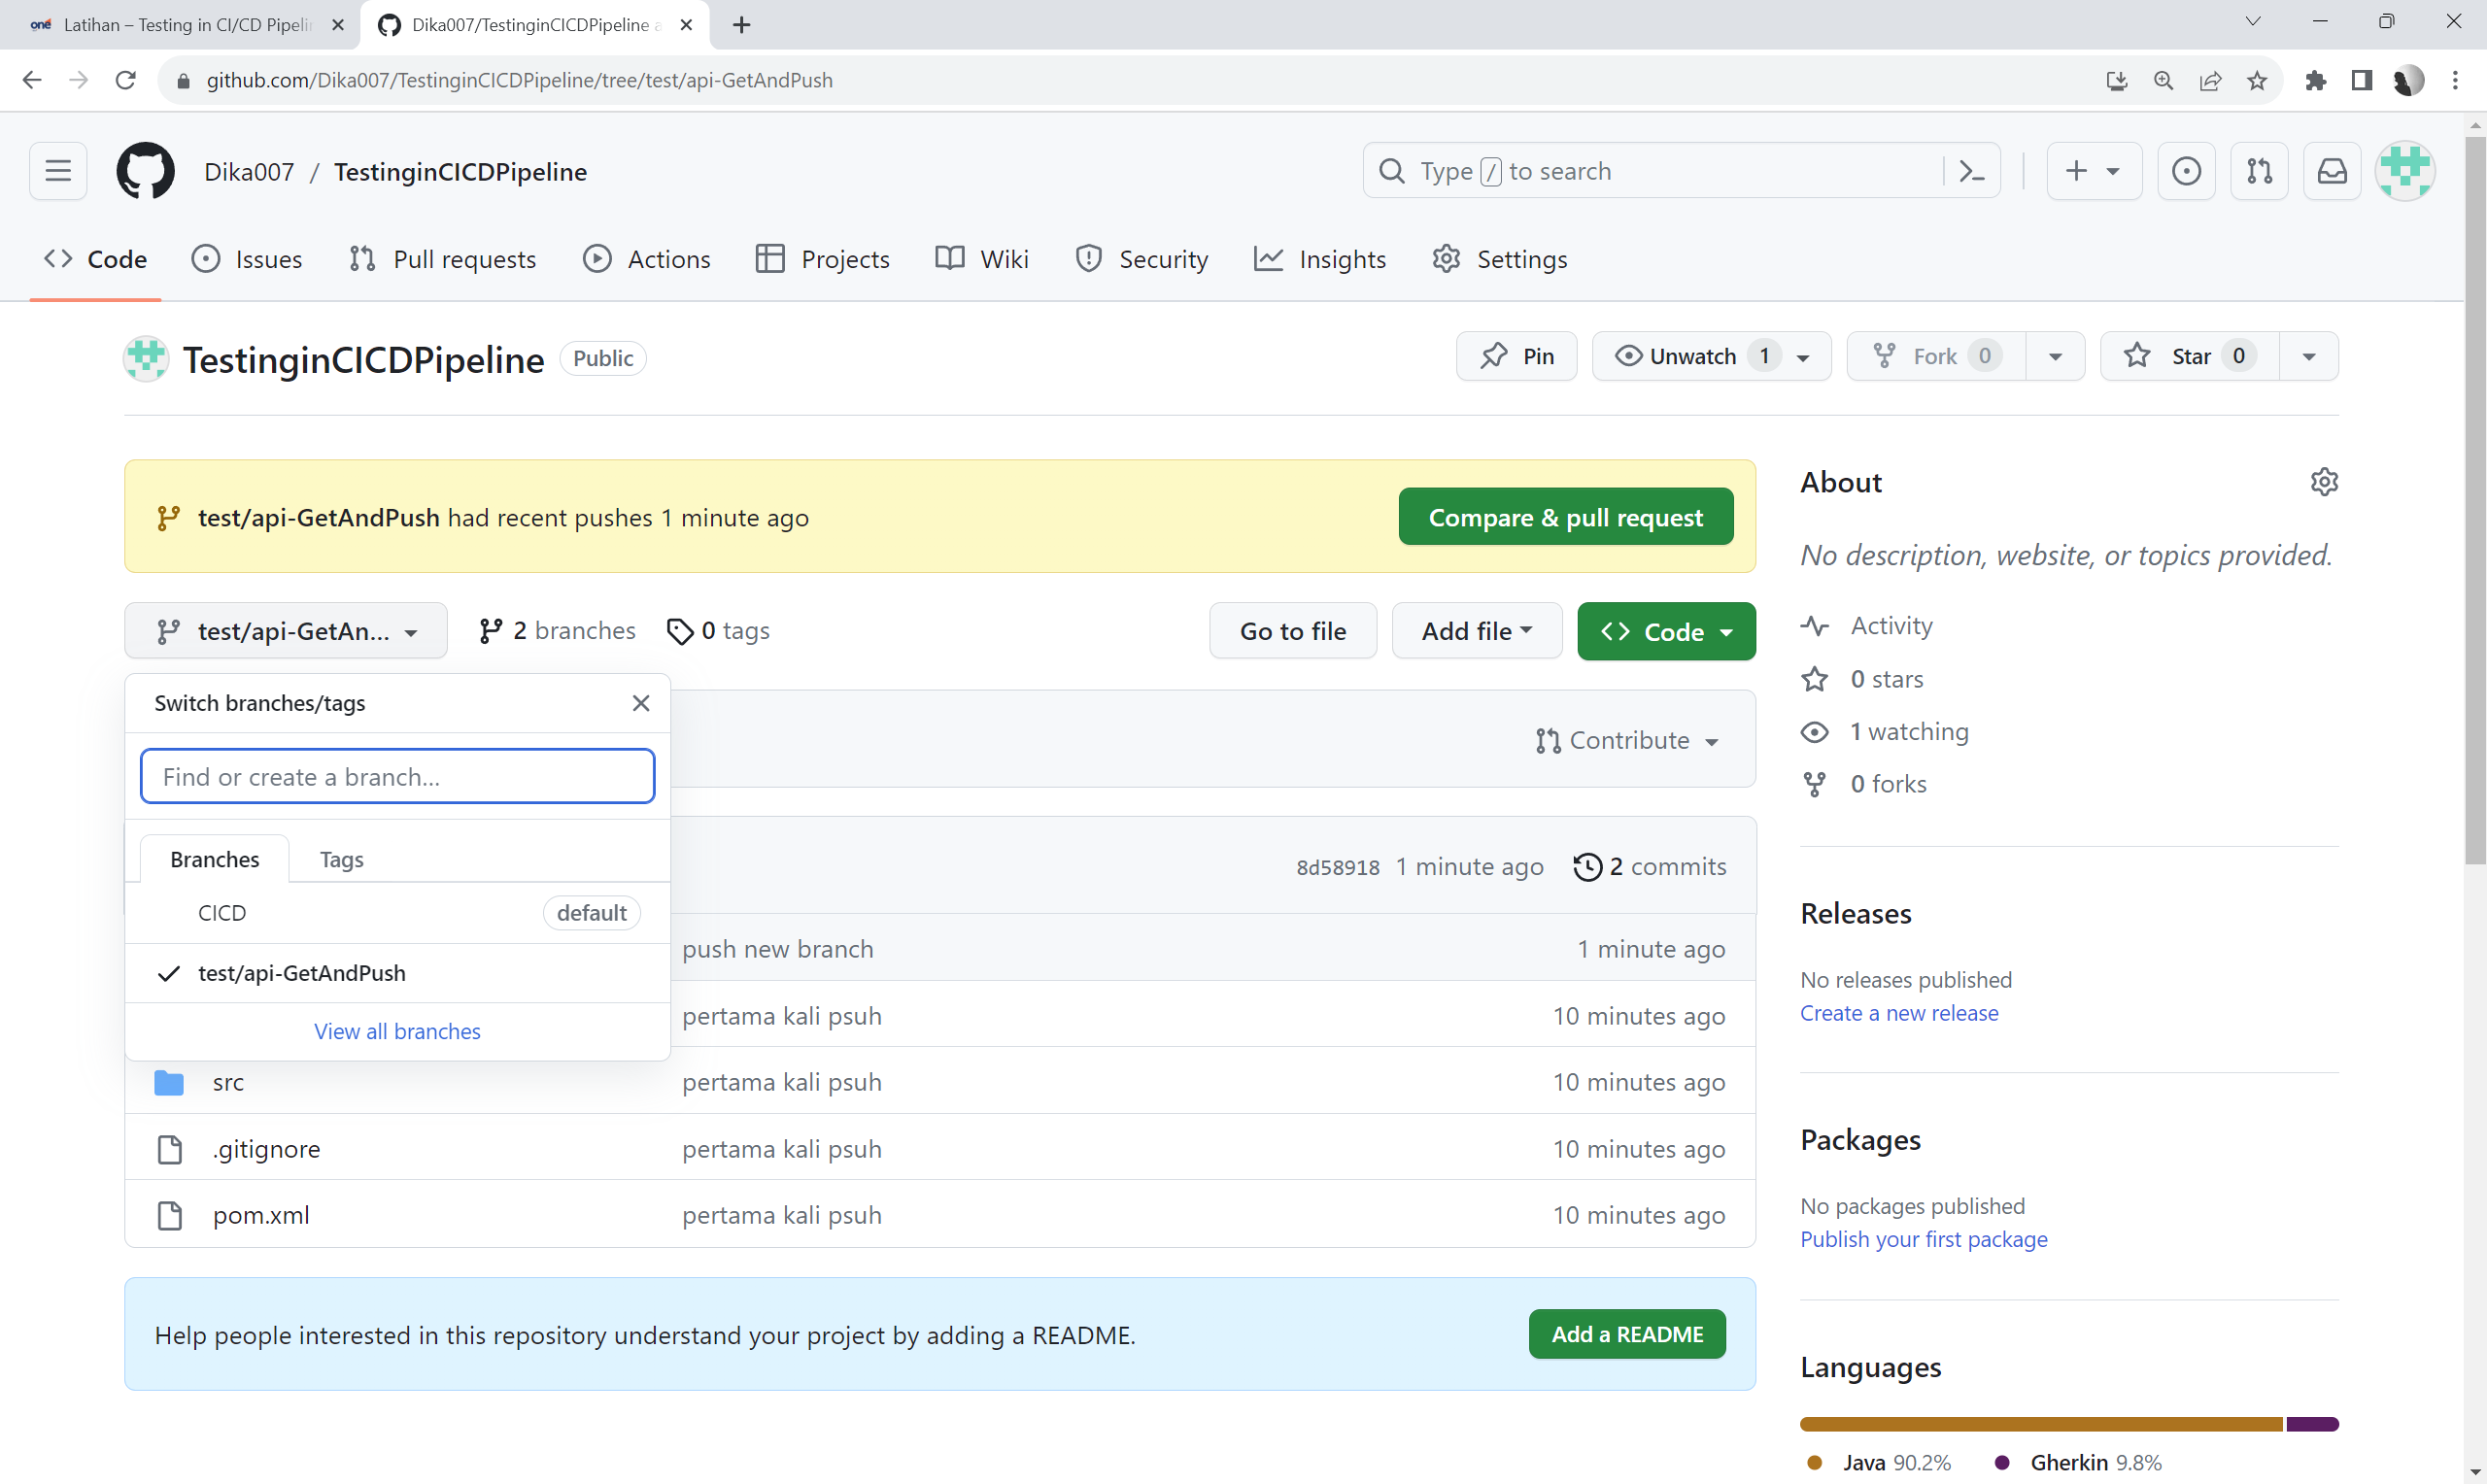 one Latihan – Testing in CI/CD Pipelin
Dika007/TestinginCICDPipeline a
github.com/Dika007/TestinginCICDPipeline/tree/test/api-GetAndPush
Dika007 / TestinginCICDPipeline
Type / to search
Code Issues Pull requests Actions Projects Wiki Security Insights Settings
TestinginCICDPipeline Public
Pin Unwatch 1 Fork 0 Star 0
test/api-GetAndPush had recent pushes 1 minute ago
Compare & pull request
test/api-GetAn... 2 branches 0 tags
Go to file Add file Code
Switch branches/tags
Find or create a branch...
Branches Tags
CICD default
test/api-GetAndPush
View all branches
Contribute
8d58918 1 minute ago 2 commits
push new branch 1 minute ago
pertama kali psuh 10 minutes ago
src pertama kali psuh 10 minutes ago
.gitignore pertama kali psuh 10 minutes ago
pom.xml pertama kali psuh 10 minutes ago
Help people interested in this repository understand your project by adding a README.
Add a README
About
No description, website, or topics provided.
Activity
0 stars
1 watching
0 forks
Releases
No releases published
Create a new release
Packages
No packages published
Publish your first package
Languages
Java 90.2% Gherkin 9.8%